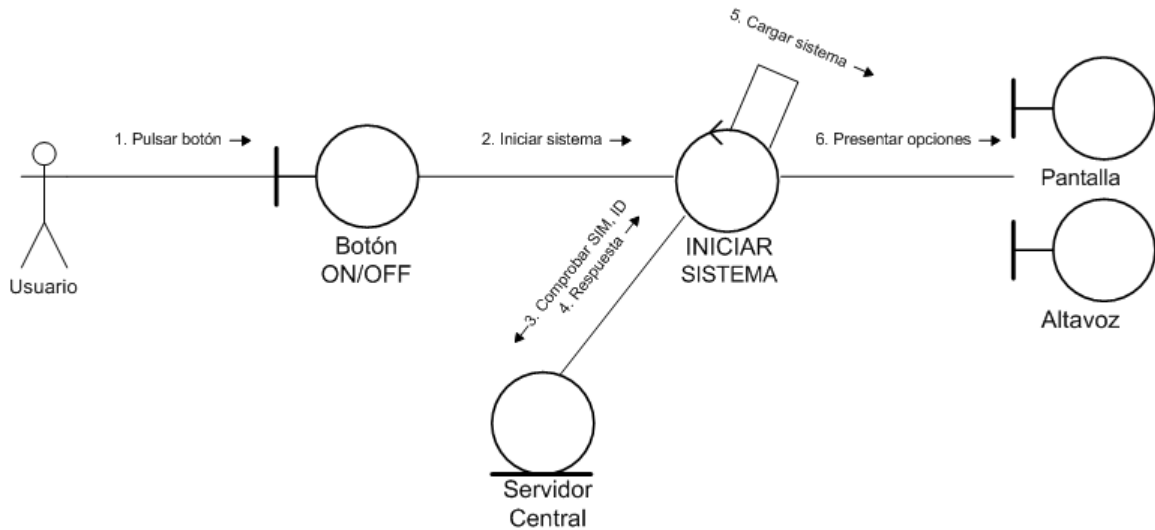 5. Cargar sistema
1. Pulsar botón
2. Iniciar sistema
6. Presentar opciones
Pantalla
Usuario
Botón
ON/OFF
INICIAR
SISTEMA
3. Comprobar SIM, ID
4. Respuesta
Altavoz
Servidor
Central